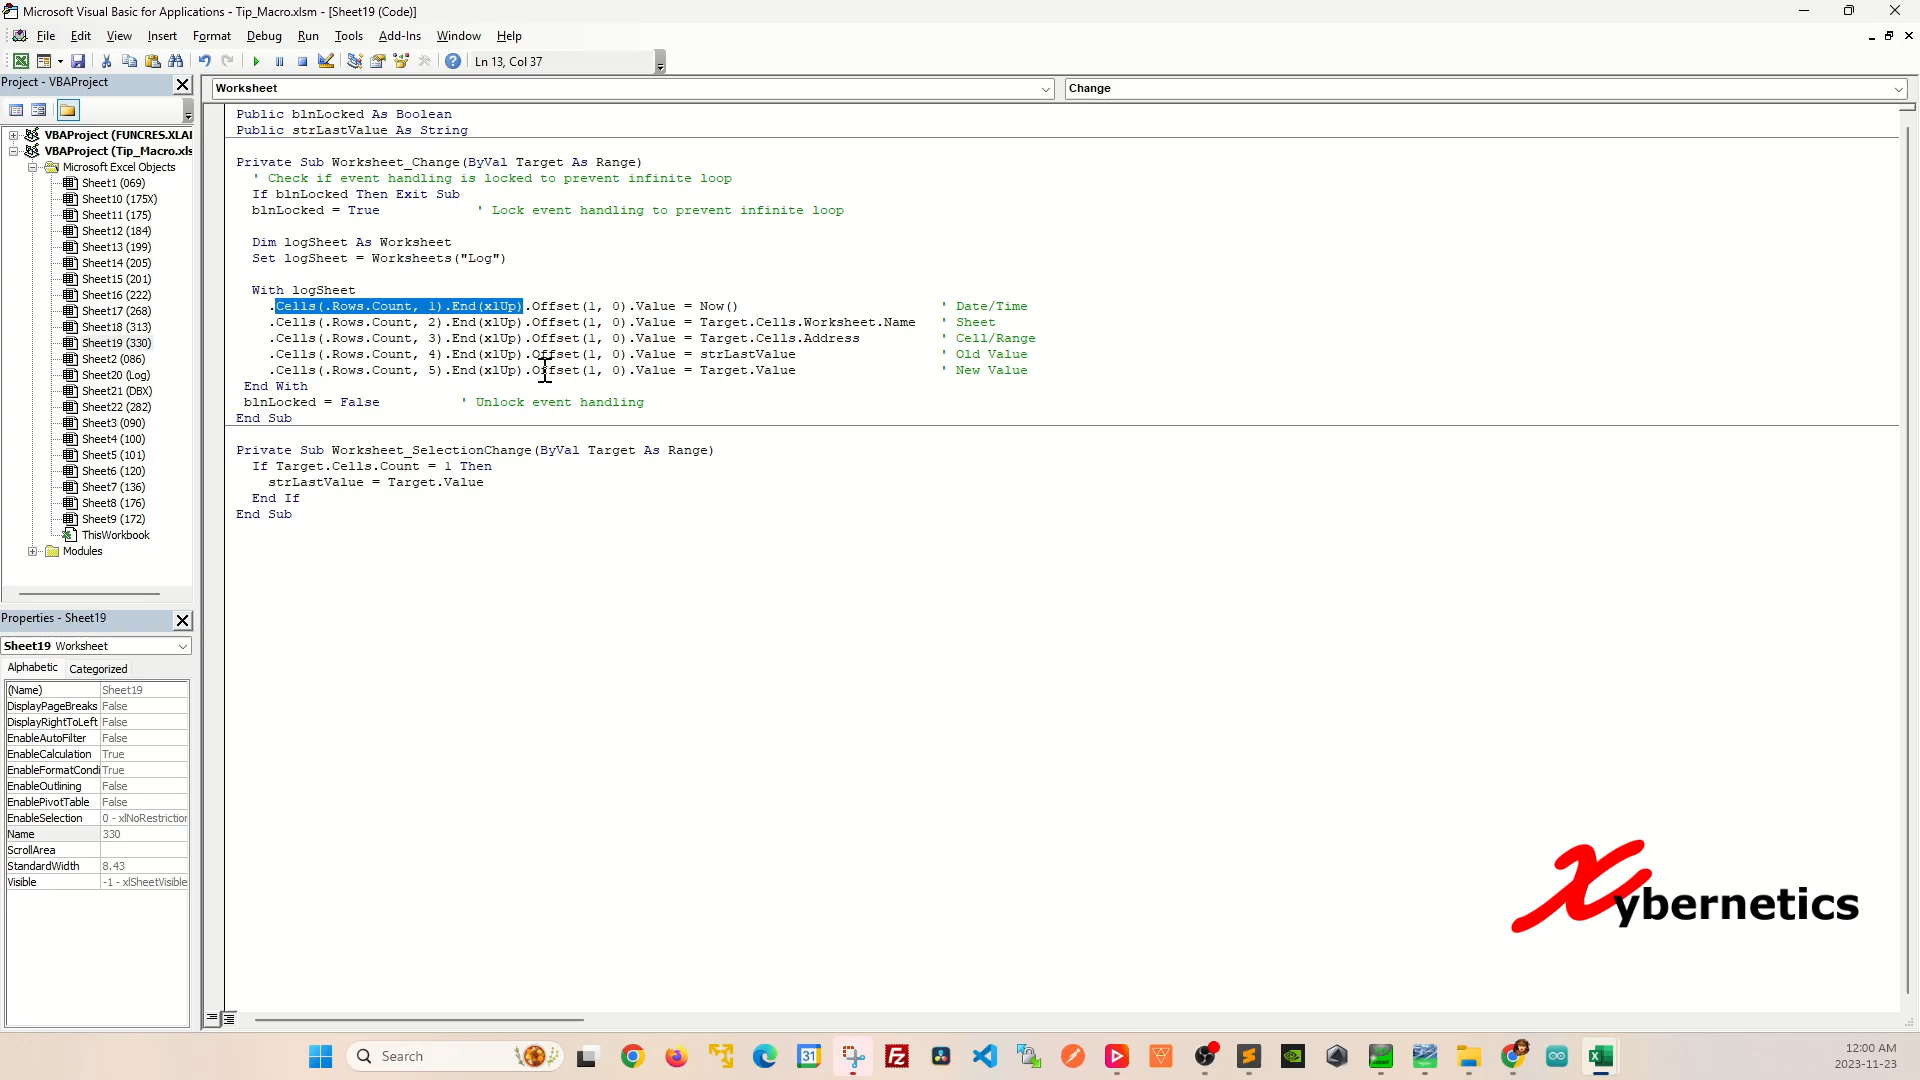 Microsoft Visual Basic for Applications - Tip_Macro.xlsm - [Sheet19 (Code)]
File Edit View Insert Format Debug Run Tools Add-Ins Window Help
Ln 13, Col 37
Project - VBAProject
VBAProject (FUNCRES.XLAI
VBAProject (Tip_Macro.xls
Microsoft Excel Objects
Sheet1 (069)
Sheet10 (175X)
Sheet11 (175)
Sheet12 (184)
Sheet13 (199)
Sheet14 (205)
Sheet15 (201)
Sheet16 (222)
Sheet17 (268)
Sheet18 (313)
Sheet19 (330)
Sheet2 (086)
Sheet20 (Log)
Sheet21 (DBX)
Sheet22 (282)
Sheet3 (090)
Sheet4 (100)
Sheet5 (101)
Sheet6 (120)
Sheet7 (136)
Sheet8 (176)
Sheet9 (172)
ThisWorkbook
Modules
Properties - Sheet19
Sheet19 Worksheet
Alphabetic Categorized
(Name) Sheet19
DisplayPageBreaks False
DisplayRightToLeft False
EnableAutoFilter False
EnableCalculation True
EnableFormatCondi True
EnableOutlining False
EnablePivotTable False
EnableSelection 0 - xlNoRestriction
Name 330
ScrollArea
StandardWidth 8.43
Visible -1 - xlSheetVisible
Worksheet Change
Public blnLocked As Boolean
Public strLastValue As String
Private Sub Worksheet_Change(ByVal Target As Range)
' Check if event handling is locked to prevent infinite loop
If blnLocked Then Exit Sub
blnLocked = True ' Lock event handling to prevent infinite loop
Dim logSheet As Worksheet
Set logSheet = Worksheets("Log")
With logSheet
.Cells(.Rows.Count, 1).End(xlUp).Offset(1, 0).Value = Now() ' Date/Time
.Cells(.Rows.Count, 2).End(xlUp).Offset(1, 0).Value = Target.Cells.Worksheet.Name ' Sheet
.Cells(.Rows.Count, 3).End(xlUp).Offset(1, 0).Value = Target.Cells.Address ' Cell/Range
.Cells(.Rows.Count, 4).End(xlUp).Offset(1, 0).Value = strLastValue ' Old Value
.Cells(.Rows.Count, 5).End(xlUp).Offset(1, 0).Value = Target.Value ' New Value
End With
blnLocked = False ' Unlock event handling
End Sub
Private Sub Worksheet_SelectionChange(ByVal Target As Range)
If Target.Cells.Count = 1 Then
strLastValue = Target.Value
End If
End Sub
Xybernetics
Search
31
12:00 AM
2023-11-23